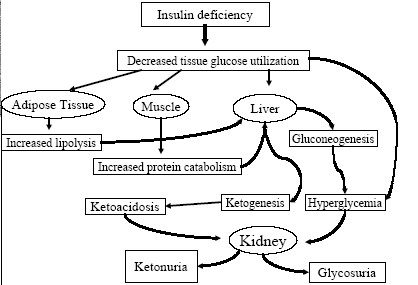 Insulin deficiency
Decreased tissue glucose utilization
Adipose Tissue
Muscle
Liver
Increased lipolysis
Gluconeogenesis
Increased protein catabolism
Ketoacidosis
Ketogenesis
Hyperglycemia
Kidney
Ketonuria
Glycosuria